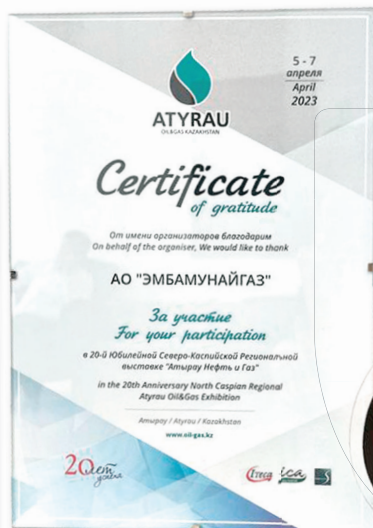 5 - 7
апреля
April
2023
ATYRAU
OIL&GAS KAZAKHSTAN
Certificate
of gratitude
От имени организаторов благодарим
On behalf of the organiser, We would like to thank
АО "ЭМБАМУНАЙГАЗ"
За участие
For your participation
в 20-й Юбилейной Северо-Каспийской Региональной
выставке "Атырау Нефть и Газ"
in the 20th Anniversary North Caspian Regional
Atyrau Oil&Gas Exhibition
Атырау / Atyrau / Kazakhstan
www.oil-gas.kz
20 лет
успеха
Iteca ica